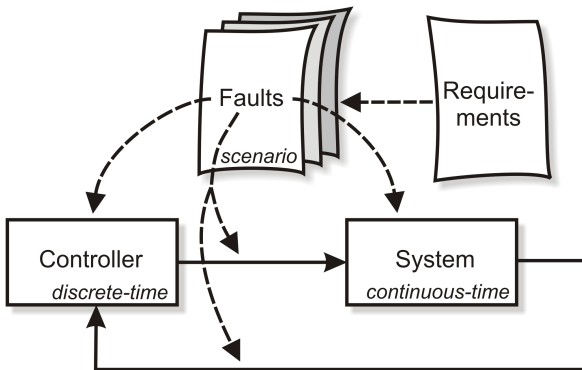 Faults
scenario
Require-
ments
Controller
discrete-time
System
continuous-time